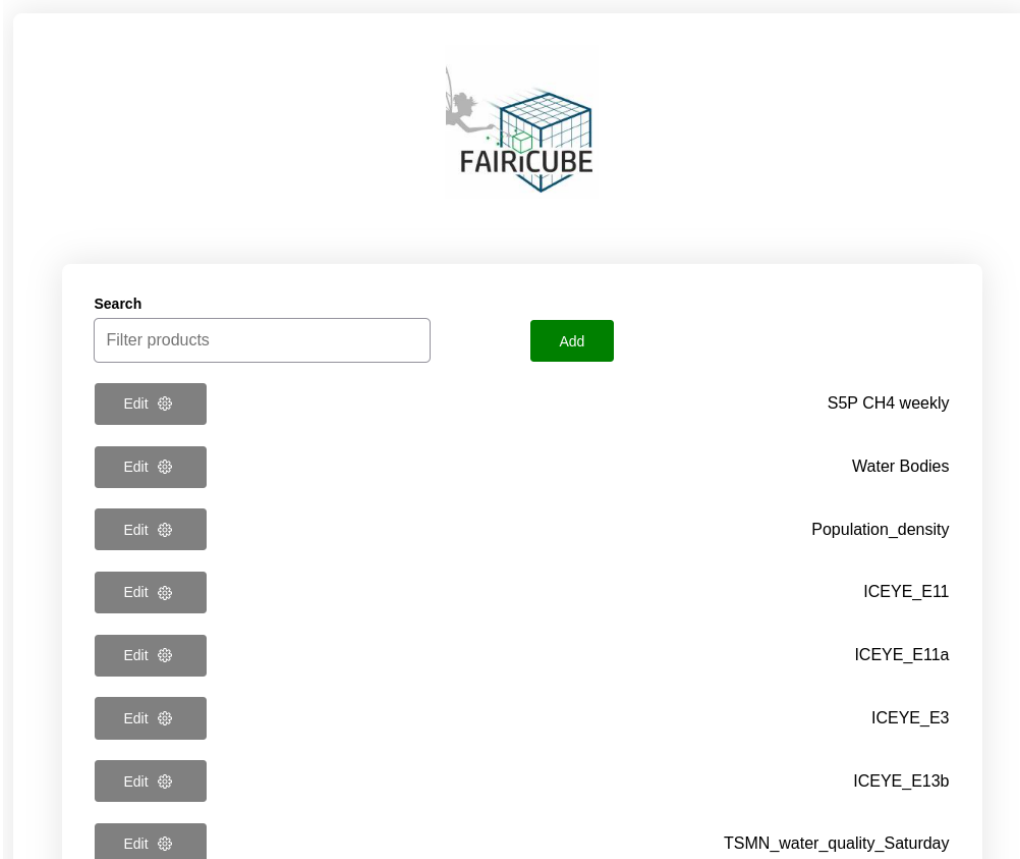 FAIRiCUBE
Search
Filter products
Add
Edit S5P CH4 weekly
Edit Water Bodies
Edit Population_density
Edit ICEYE_E11
Edit ICEYE_E11a
Edit ICEYE_E3
Edit ICEYE_E13b
Edit TSMN_water_quality_Saturday